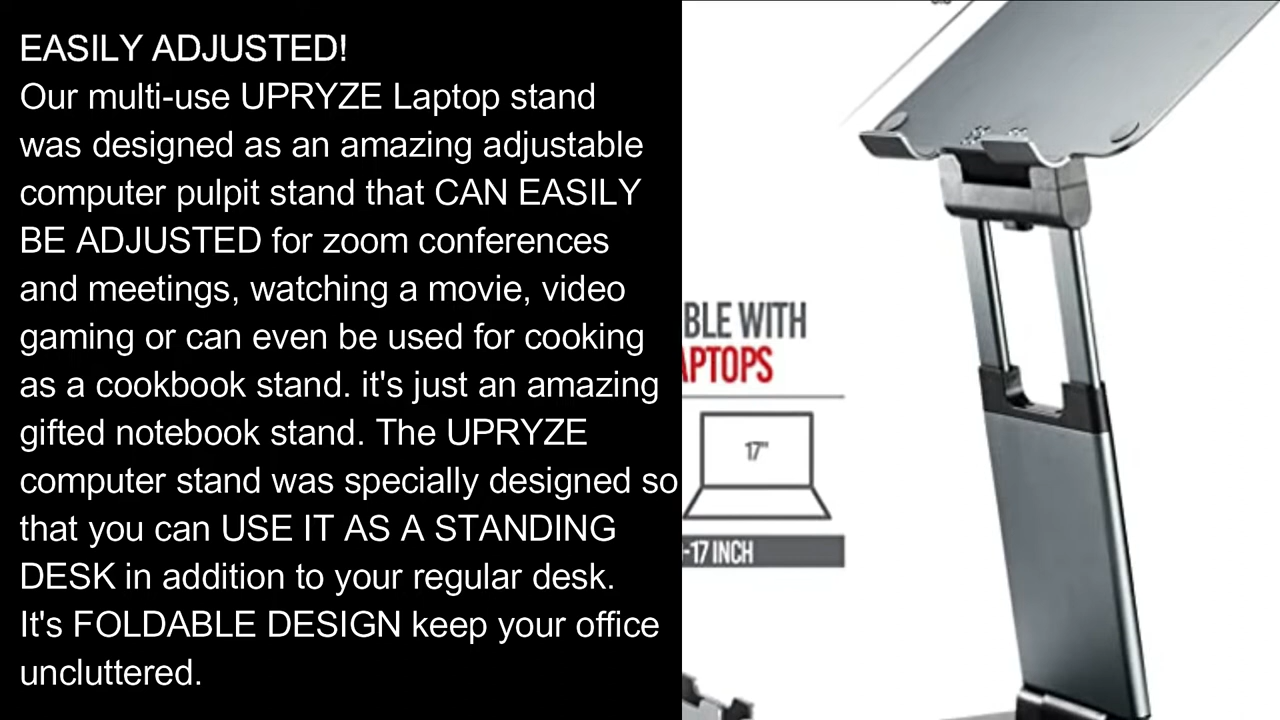 EASILY ADJUSTED!
Our multi-use UPRYZE Laptop stand
was designed as an amazing adjustable
computer pulpit stand that CAN EASILY
BE ADJUSTED for zoom conferences
and meetings, watching a movie, video
gaming or can even be used for cooking
as a cookbook stand. it's just an amazing
gifted notebook stand. The UPRYZE
computer stand was specially designed so
that you can USE IT AS A STANDING
DESK in addition to your regular desk.
It's FOLDABLE DESIGN keep your office
uncluttered.
BLE WITH
APTOPS
17"
-17 INCH